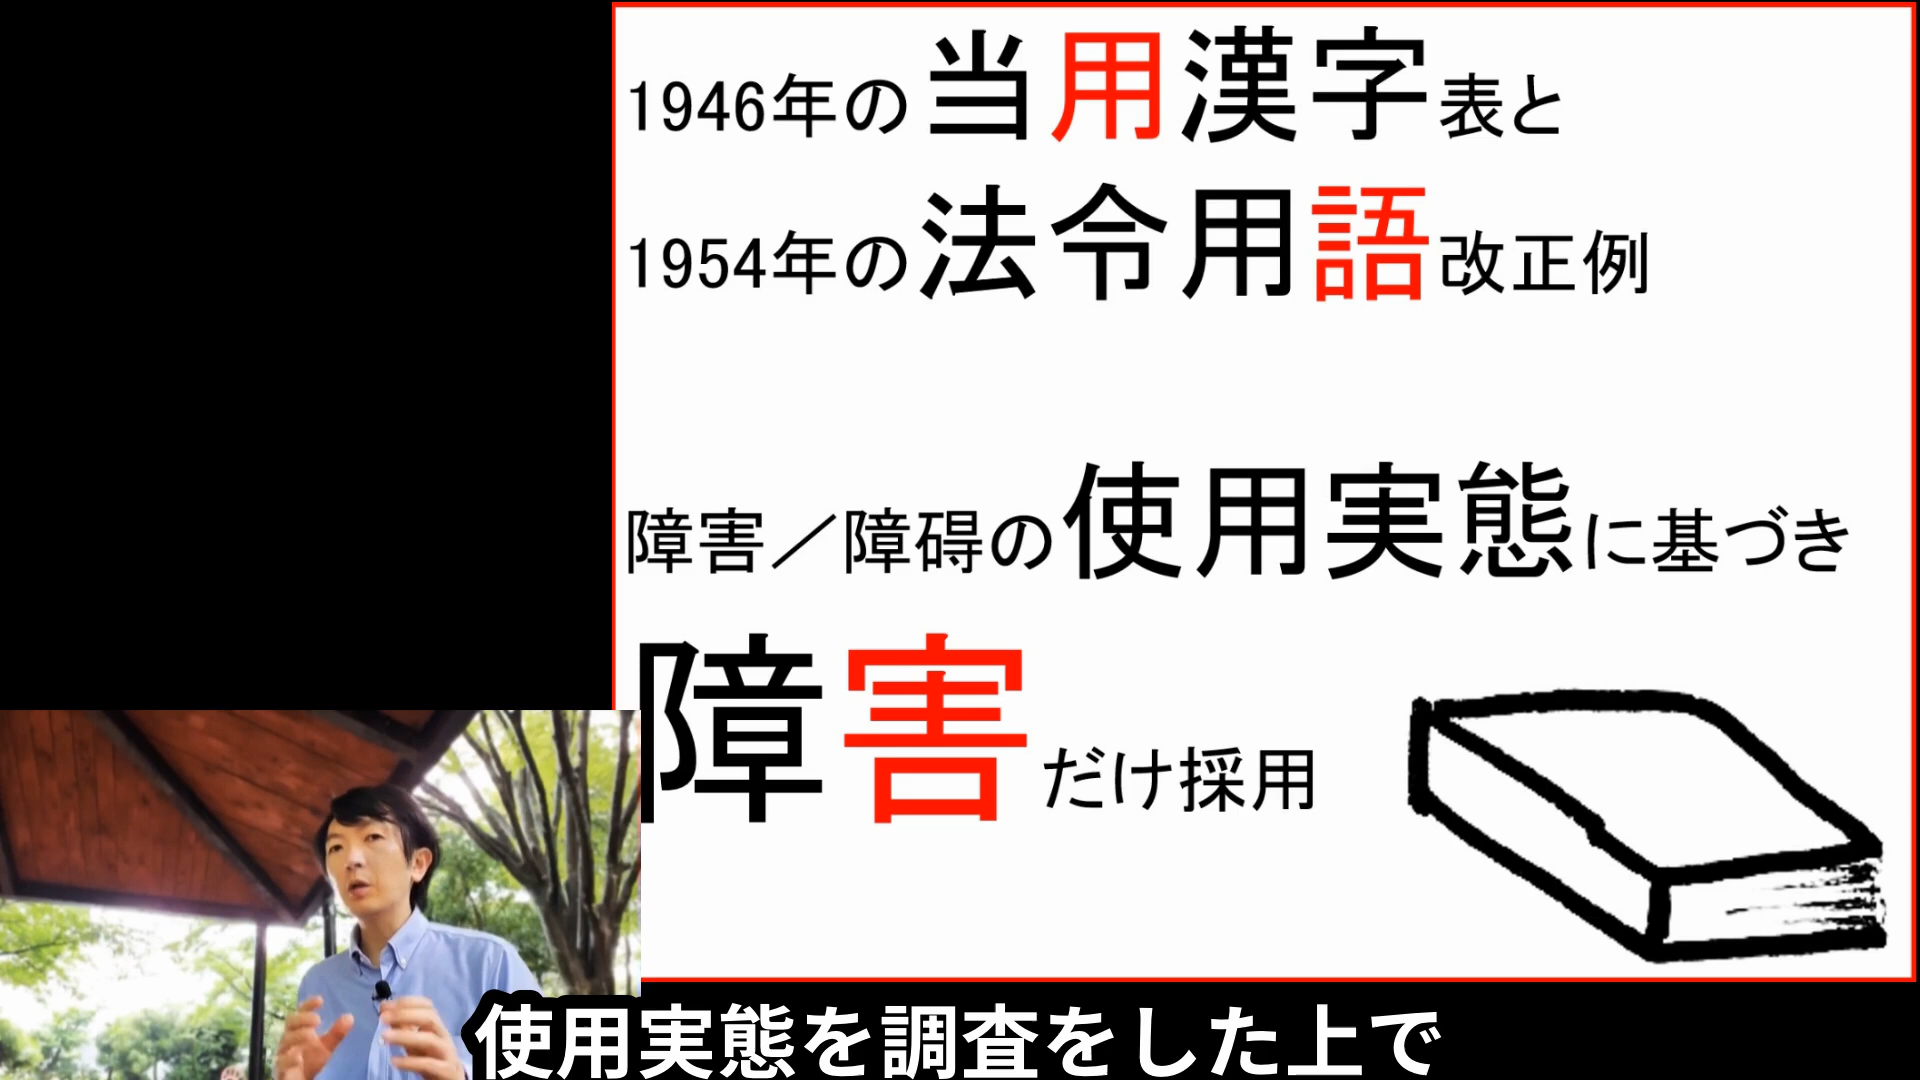 1946年の当用漢字表と
1954年の法令用語改正例
障害／障碍の使用実態に基づき
障害だけ採用
使用実態を調査をした上で